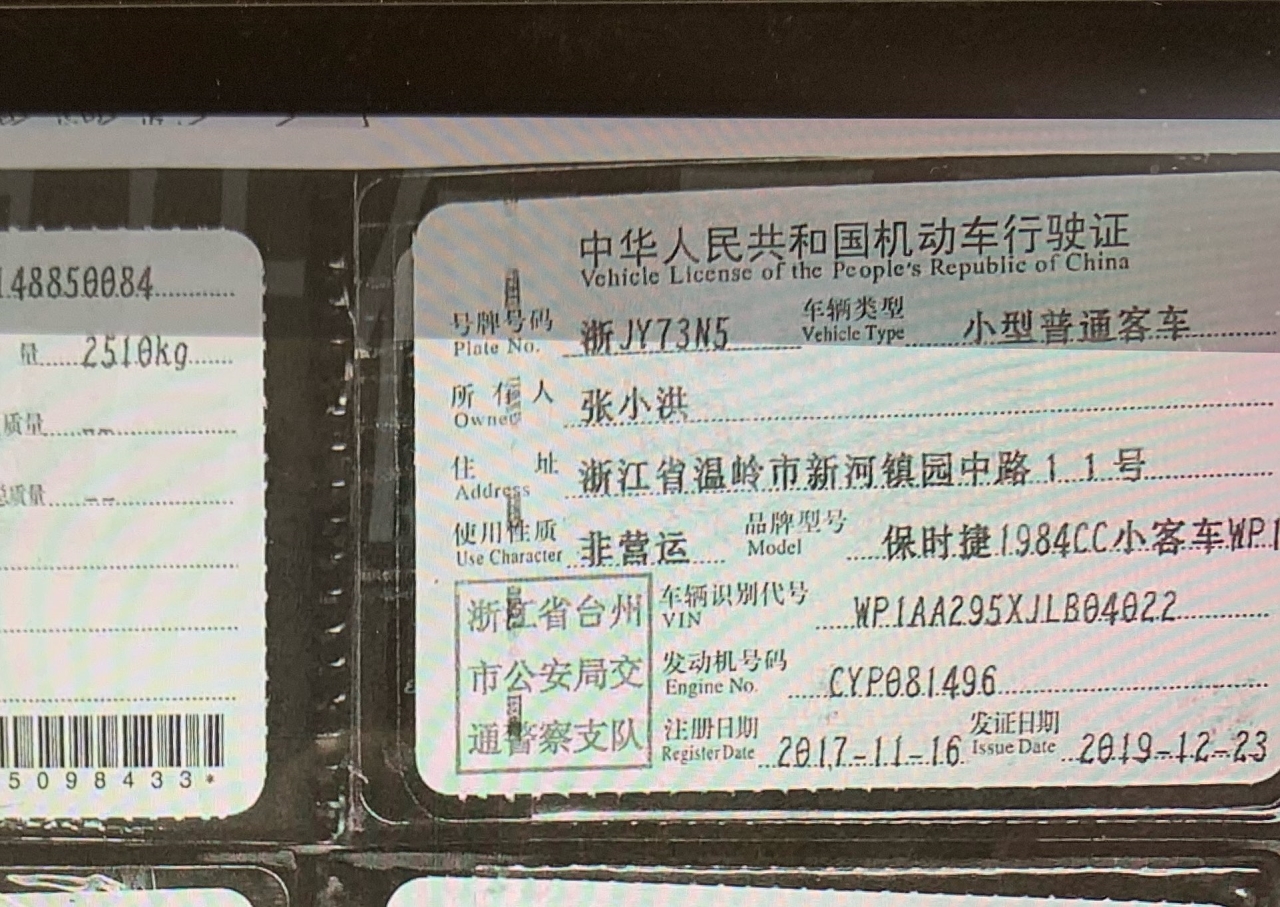 148850084
量 2510kg
质量 --
总质量 --
5098433*
中华人民共和国机动车行驶证
Vehicle License of the People's Republic of China
号牌号码 浙JY73N5 车辆类型 小型普通客车
Plate No. Vehicle Type
所有人 张小洪
Owner
住址 浙江省温岭市新河镇园中路11号
Address
使用性质 非营运 品牌型号 保时捷1984CC小客车WP1
Use Character Model
浙江省台州
市公安局交
通警察支队
车辆识别代号 WP1AA295XJLB04022
VIN
发动机号码 CYP081496
Engine No.
注册日期 2017-11-16 发证日期 2019-12-23
Register Date Issue Date